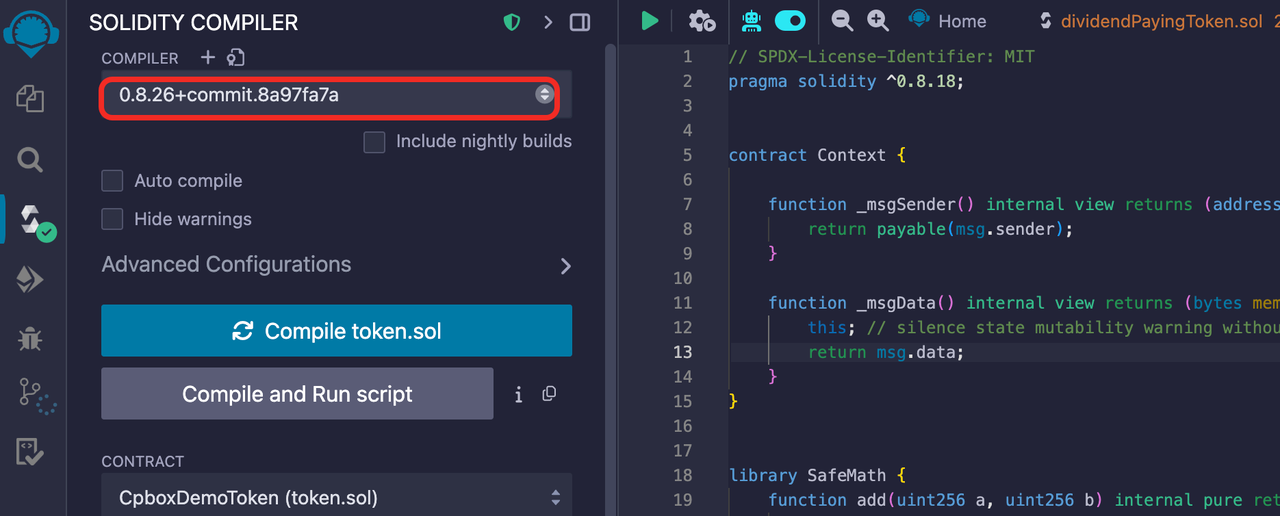 SOLIDITY COMPILER
COMPILER
0.8.26+commit.8a97fa7a
Include nightly builds
Auto compile
Hide warnings
Advanced Configurations
Compile token.sol
Compile and Run script
i
CONTRACT
CpboxDemoToken (token.sol)
Home
dividendPayingToken.sol 2
1 // SPDX-License-Identifier: MIT
2 pragma solidity ^0.8.18;
3
4
5 contract Context {
6
7 function _msgSender() internal view returns (address
8 return payable(msg.sender);
9 }
10
11 function _msgData() internal view returns (bytes mem
12 this; // silence state mutability warning withou
13 return msg.data;
14 }
15 }
16
17
18 library SafeMath {
19 function add(uint256 a, uint256 b) internal pure ret